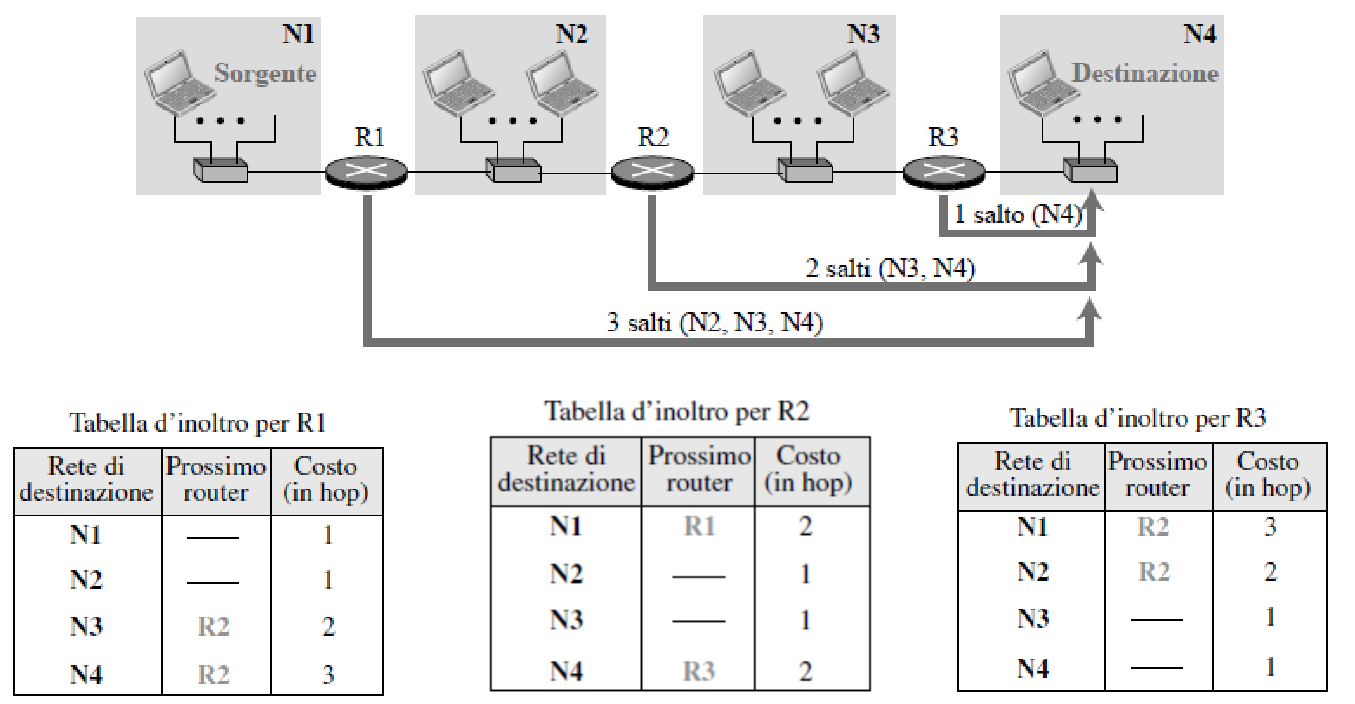 N1
N2
N3
N4
Sorgente
Destinazione
R1
R2
R3
1 salto (N4)
2 salti (N3, N4)
3 salti (N2, N3, N4)
Tabella d’inoltro per R1
Rete di destinazione Prossimo router Costo (in hop)
N1 —— 1
N2 —— 1
N3 R2 2
N4 R2 3
Tabella d’inoltro per R2
Rete di destinazione Prossimo router Costo (in hop)
N1 R1 2
N2 —— 1
N3 —— 1
N4 R3 2
Tabella d’inoltro per R3
Rete di destinazione Prossimo router Costo (in hop)
N1 R2 3
N2 R2 2
N3 —— 1
N4 —— 1